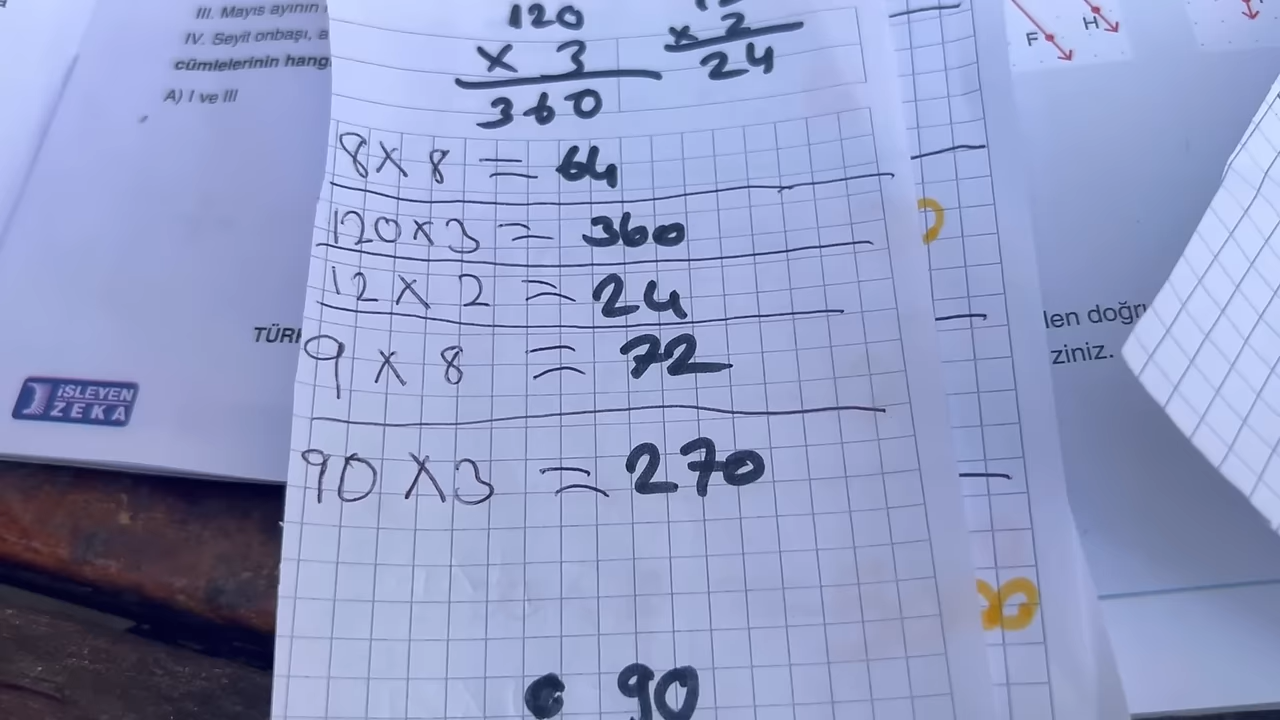 III. Mayıs ayının
IV. Seyit onbaşı, a
cümlelerinin hang
A) I ve III
TÜR
İŞLEYEN
ZEKA
120
x 3
360
x 2
24
8 x 8 = 64
120 x 3 = 360
12 x 2 = 24
9 x 8 = 72
90 x 3 = 270
90
F
H
len doğru
ziniz.